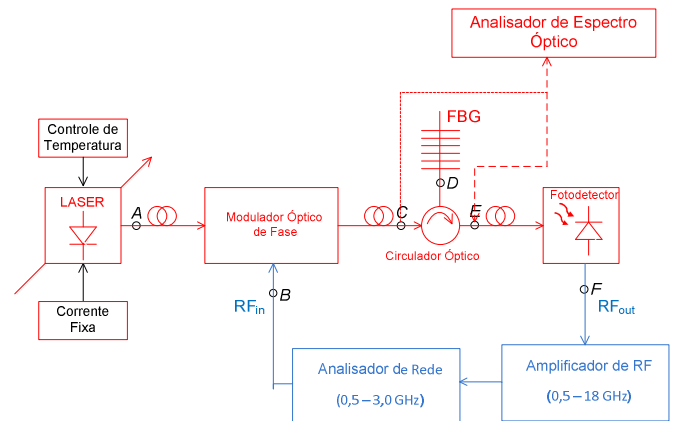 Analisador de Espectro
Óptico
FBG
Controle de
Temperatura
LASER
A
Modulador Óptico
de Fase
C
D
E
Circulador Óptico
Fotodetector
Corrente
Fixa
RFin
B
F
RFout
Analisador de Rede
(0,5 – 3,0 GHz)
Amplificador de RF
(0,5 – 18 GHz)